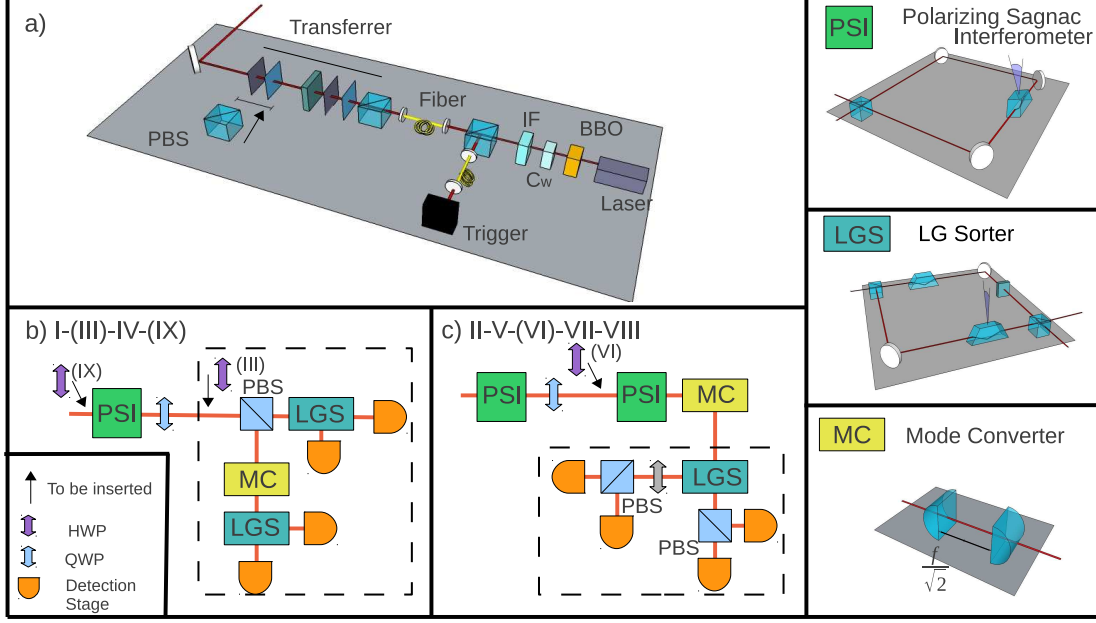 a)
Transferrer
Fiber
IF
BBO
PBS
Cw
Laser
Trigger
PSI
Polarizing Sagnac
Interferometer
LGS
LG Sorter
MC
Mode Converter
f
√2
b) I-(III)-IV-(IX)
(IX)
(III)
PBS
PSI
LGS
MC
LGS
To be inserted
HWP
QWP
Detection
Stage
c) II-V-(VI)-VII-VIII
(VI)
PSI
PSI
MC
LGS
PBS
PBS